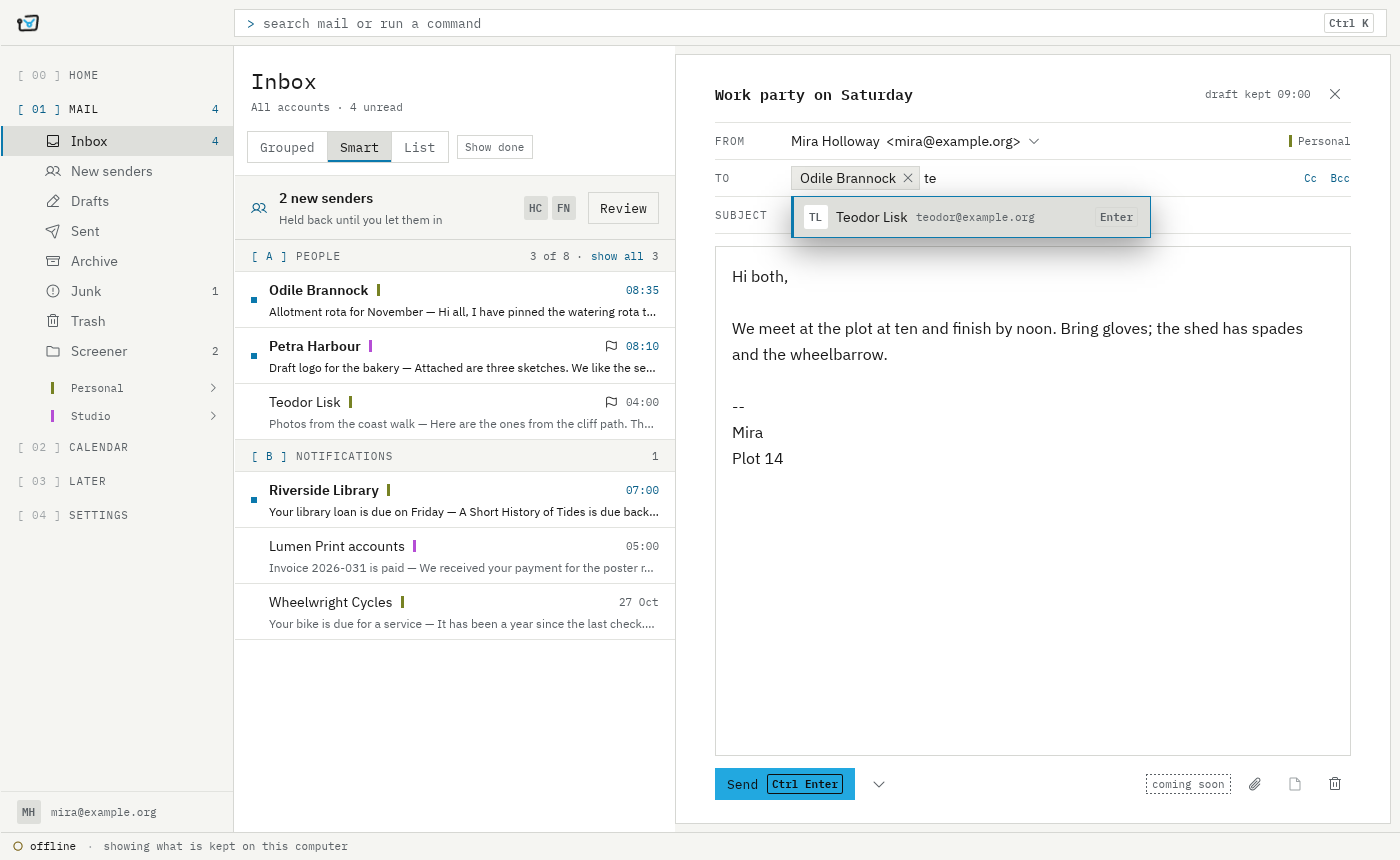 > search mail or run a command Ctrl K
[ 00 ] HOME
[ 01 ] MAIL 4
Inbox 4
New senders
Drafts
Sent
Archive
Junk 1
Trash
Screener 2
Personal
Studio
[ 02 ] CALENDAR
[ 03 ] LATER
[ 04 ] SETTINGS
MH mira@example.org
Inbox
All accounts · 4 unread
Grouped Smart List Show done
2 new senders
Held back until you let them in
HC FN Review
[ A ] PEOPLE 3 of 8 · show all 3
Odile Brannock 08:35
Allotment rota for November — Hi all, I have pinned the watering rota t…
Petra Harbour 08:10
Draft logo for the bakery — Attached are three sketches. We like the se…
Teodor Lisk 04:00
Photos from the coast walk — Here are the ones from the cliff path. Th…
[ B ] NOTIFICATIONS 1
Riverside Library 07:00
Your library loan is due on Friday — A Short History of Tides is due back…
Lumen Print accounts 05:00
Invoice 2026-031 is paid — We received your payment for the poster r…
Wheelwright Cycles 27 Oct
Your bike is due for a service — It has been a year since the last check.…
Work party on Saturday draft kept 09:00
FROM Mira Holloway <mira@example.org> Personal
TO Odile Brannock te Cc Bcc
SUBJECT
TL Teodor Lisk teodor@example.org Enter
Hi both,
We meet at the plot at ten and finish by noon. Bring gloves; the shed has spades
and the wheelbarrow.
--
Mira
Plot 14
Send Ctrl Enter coming soon
offline · showing what is kept on this computer